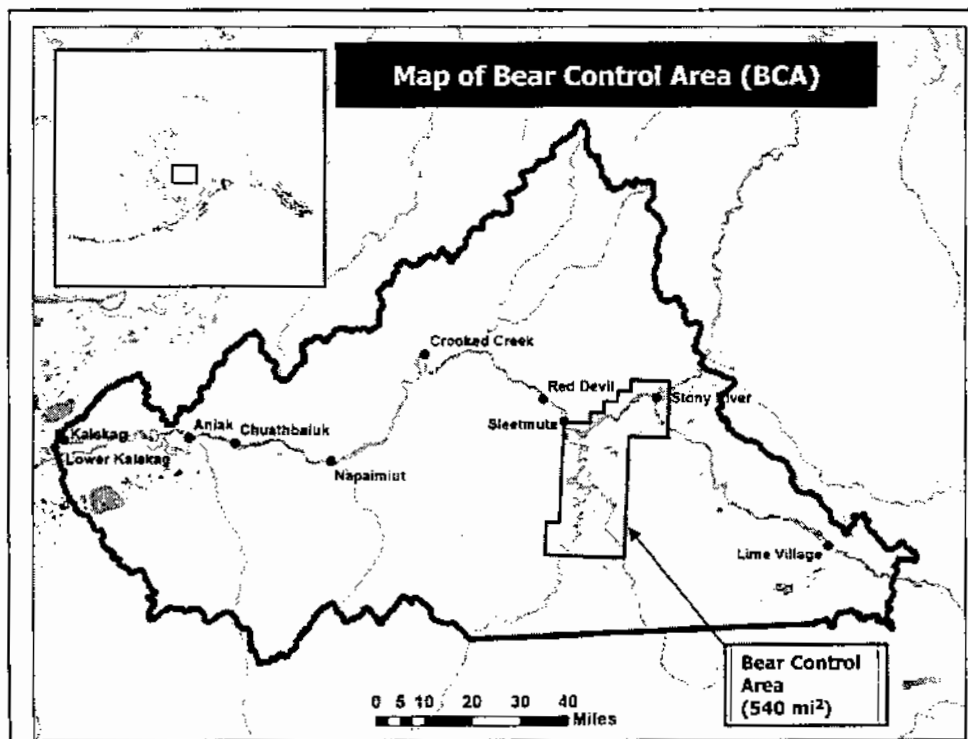 Map of Bear Control Area (BCA)
Crooked Creek
Red Devil
Stony River
Sleetmute
Kalskag
Aniak
Chuathbaluk
Lower Kalskag
Napaimiut
Lime Village
Bear Control
Area
(540 mi²)
0 5 10 20 30 40
Miles